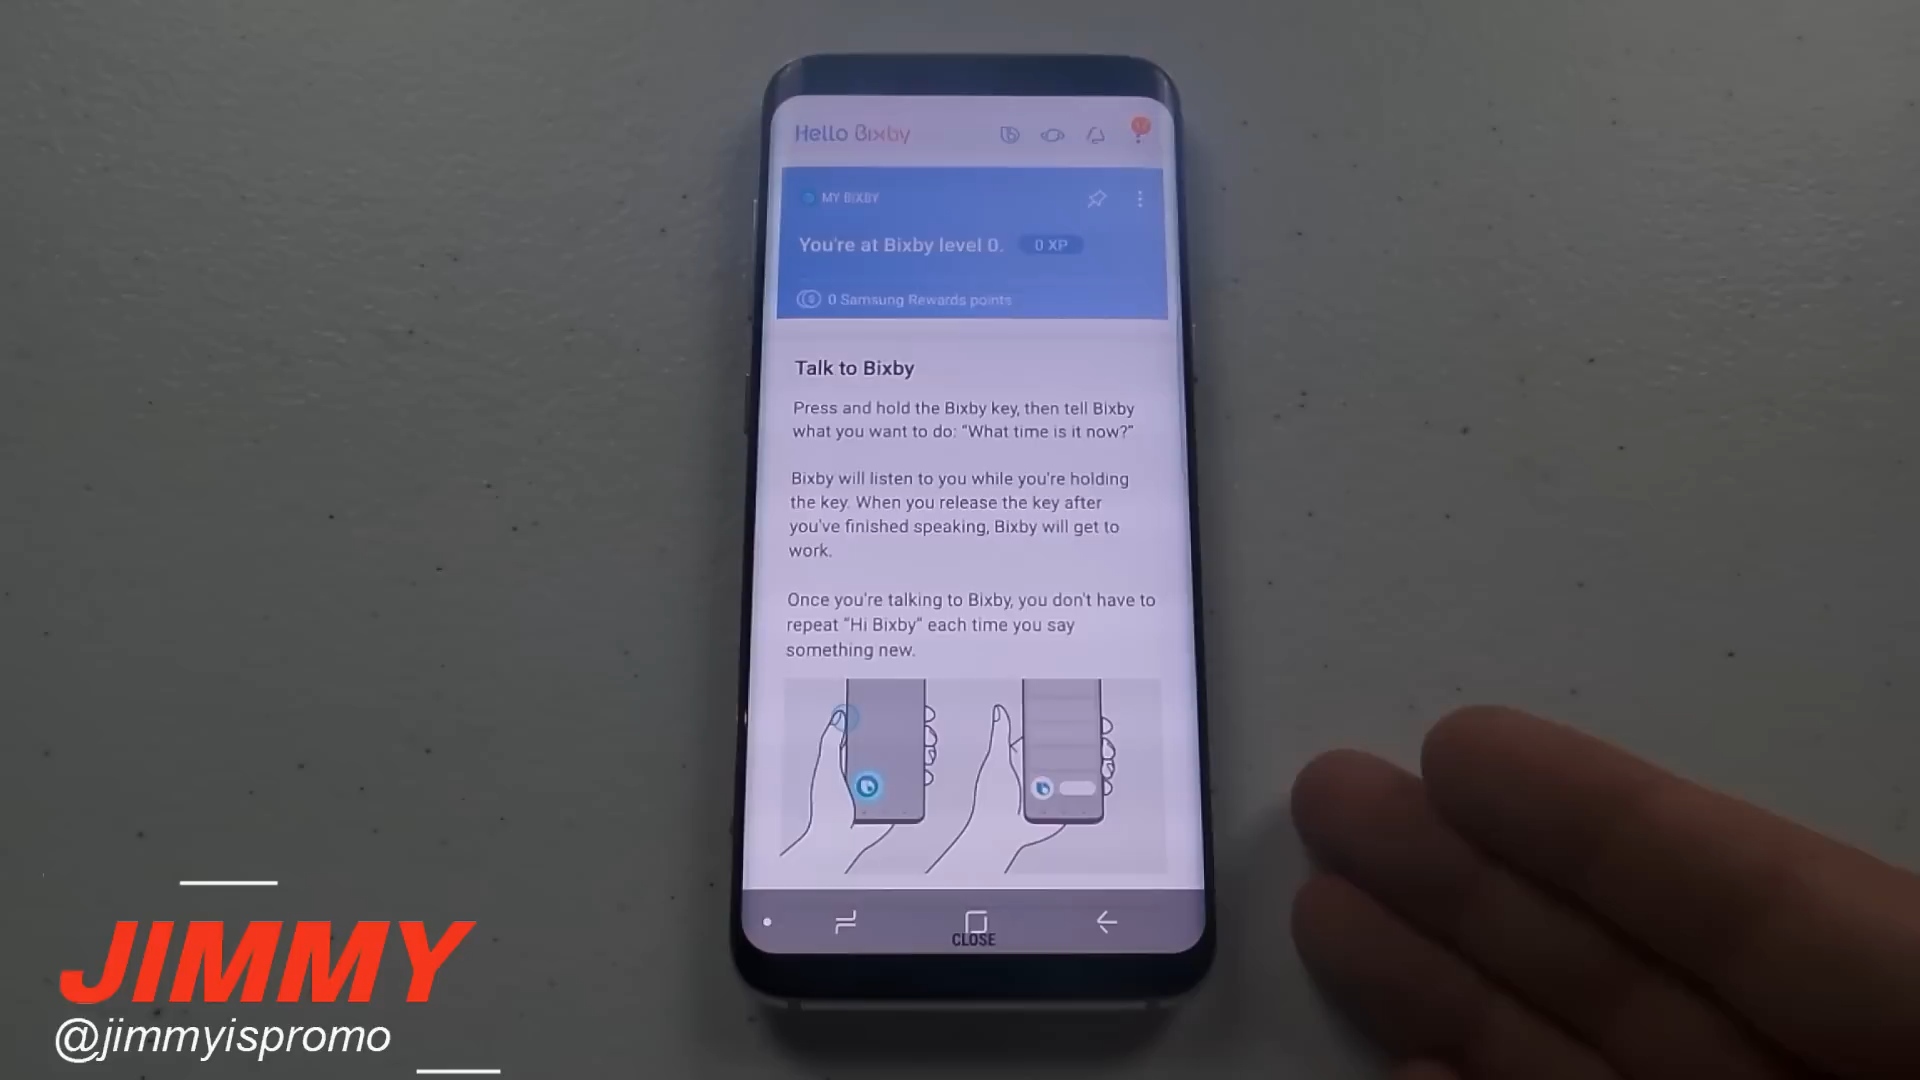 Hello Bixby
MY BIXBY
You're at Bixby level 0. 0 XP
0 Samsung Rewards points
Talk to Bixby
Press and hold the Bixby key, then tell Bixby
what you want to do: “What time is it now?”
Bixby will listen to you while you're holding
the key. When you release the key after
you've finished speaking, Bixby will get to
work.
Once you're talking to Bixby, you don't have to
repeat “Hi Bixby” each time you say
something new.
CLOSE
JIMMY
@jimmyispromo